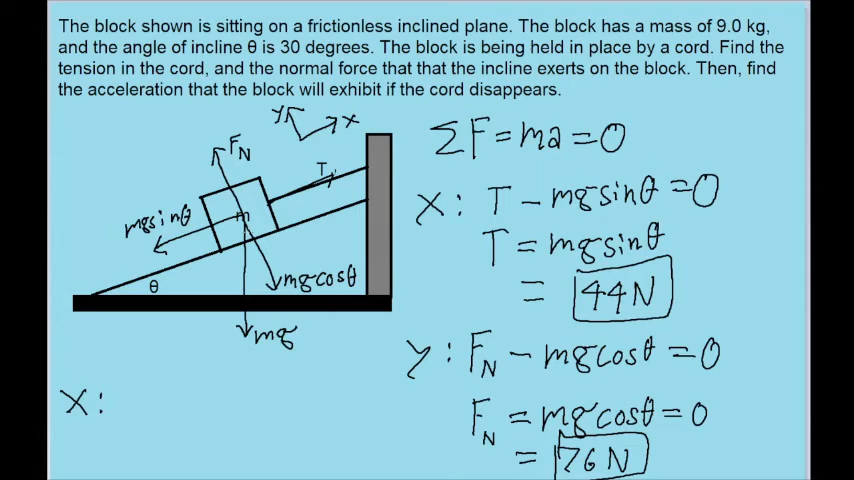 The block shown is sitting on a frictionless inclined plane. The block has a mass of 9.0 kg,
and the angle of incline θ is 30 degrees. The block is being held in place by a cord. Find the
tension in the cord, and the normal force that that the incline exerts on the block. Then, find
the acceleration that the block will exhibit if the cord disappears.
Y X
F_N
T
mgsinθ
m
θ
mgcosθ
mg
ΣF = ma = 0
X: T - mgsinθ = 0
T = mgsinθ
= 44N
y: F_N - mgcosθ = 0
F_N = mgcosθ = 0
= 76N
X: